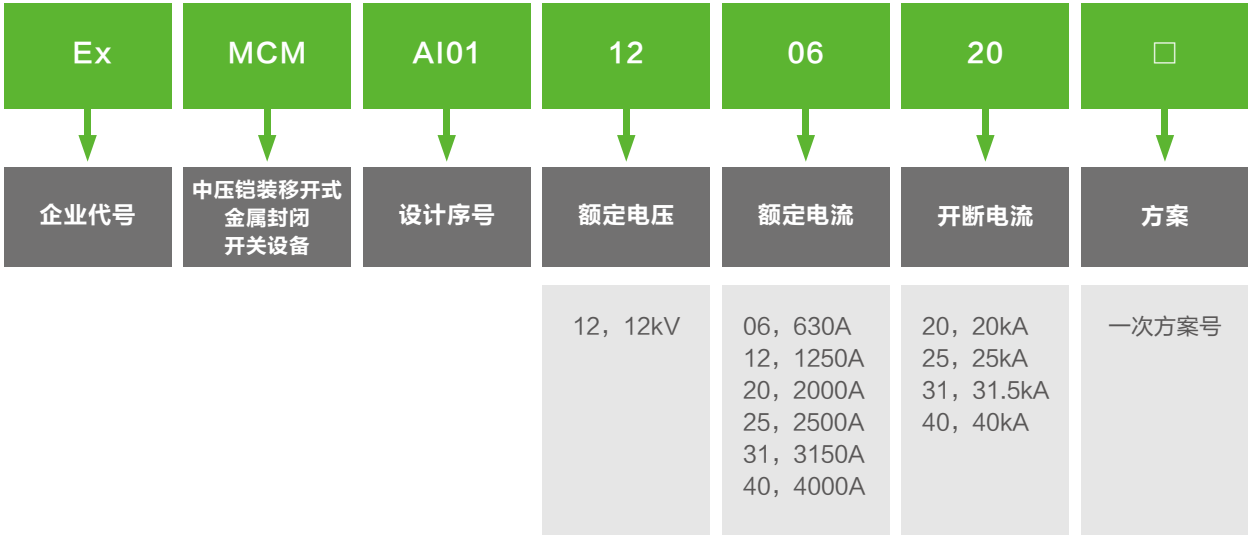 Ex
MCM
AI01
12
06
20
□
企业代号
中压铠装移开式
金属封闭
开关设备
设计序号
额定电压
额定电流
开断电流
方案
12，12kV
06，630A
12，1250A
20，2000A
25，2500A
31，3150A
40，4000A
20，20kA
25，25kA
31，31.5kA
40，40kA
一次方案号